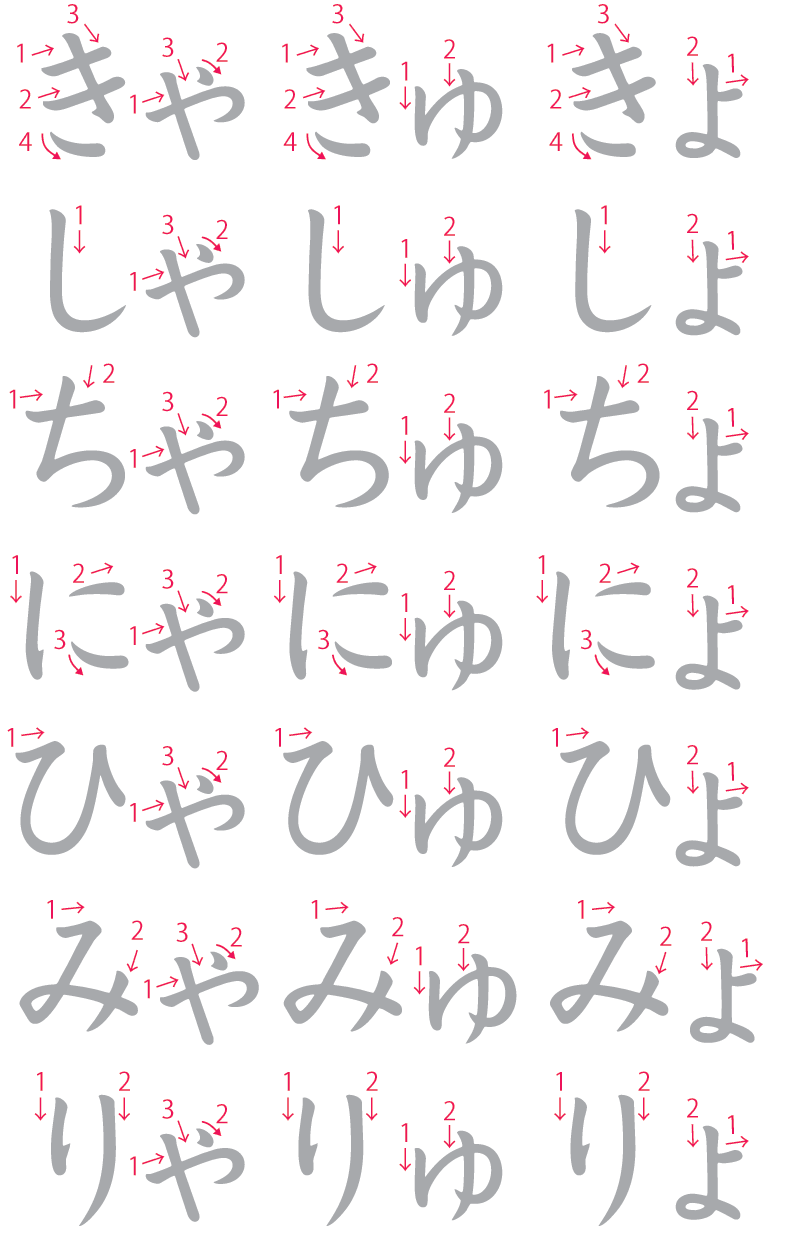 きゃ きゅ きょ
しゃ しゅ しょ
ちゃ ちゅ ちょ
にゃ にゅ にょ
ひゃ ひゅ ひょ
みゃ みゅ みょ
りゃ りゅ りょ